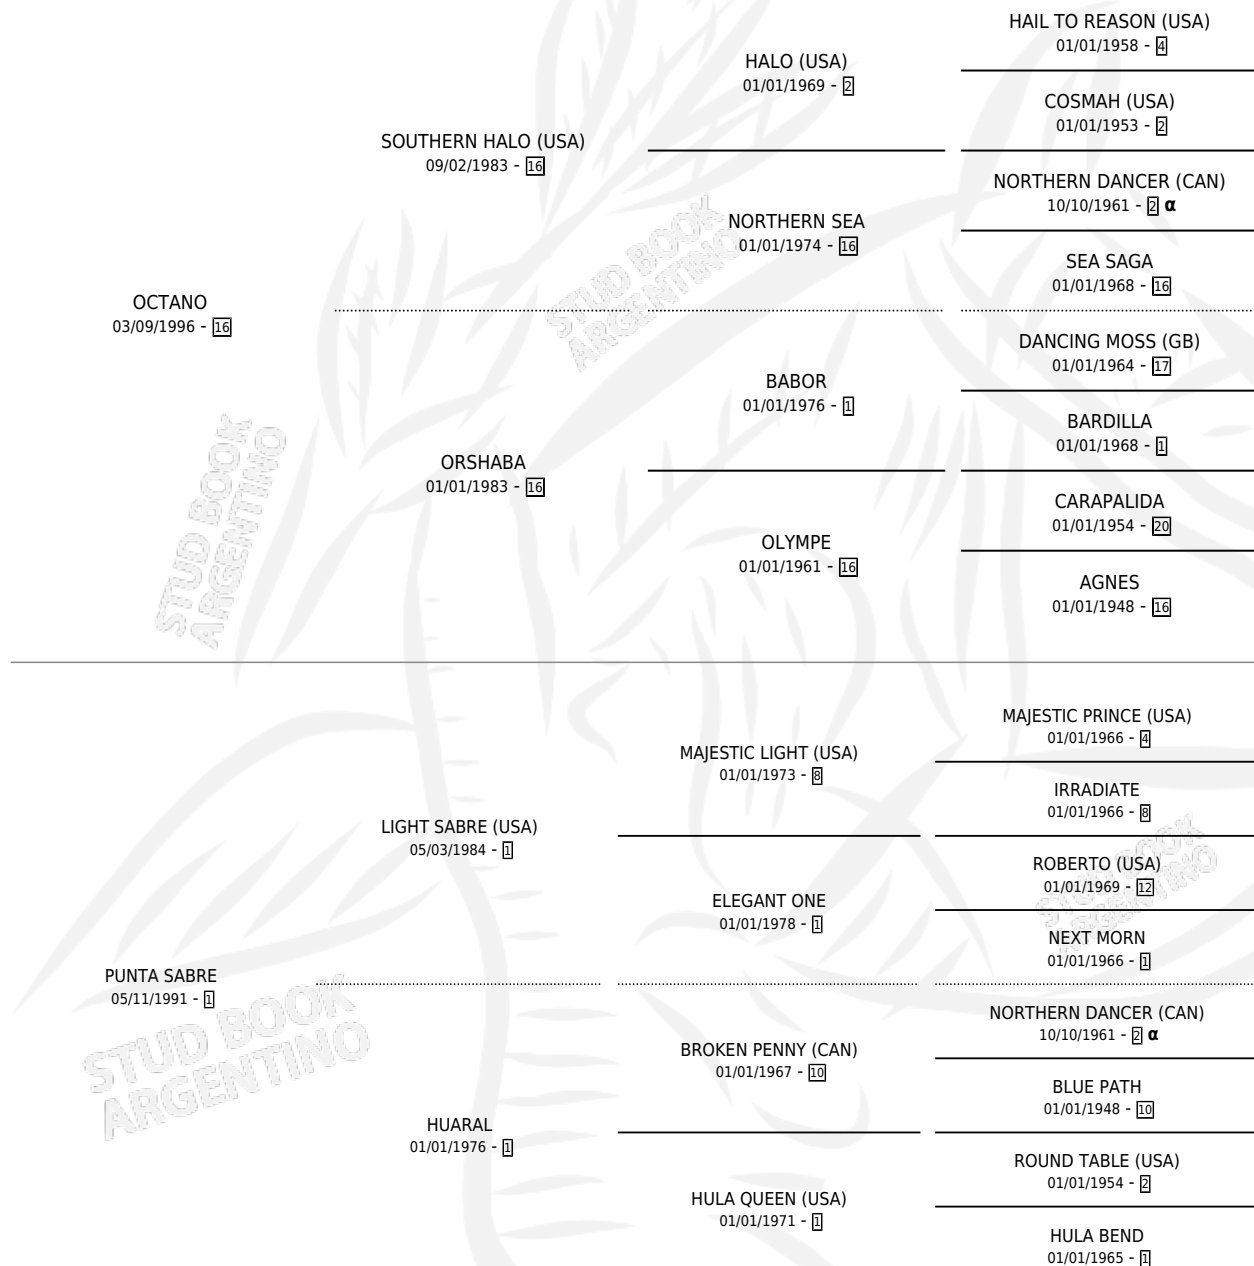 HAIL TO REASON (USA)
01/01/1958 - 4
HALO (USA)
01/01/1969 - 2
COSMAH (USA)
01/01/1953 - 2
SOUTHERN HALO (USA)
09/02/1983 - 16
NORTHERN DANCER (CAN)
10/10/1961 - 2 α
NORTHERN SEA
01/01/1974 - 16
SEA SAGA
01/01/1968 - 16
STUD BOOK
ARGENTINO
OCTANO
03/09/1996 - 16
DANCING MOSS (GB)
01/01/1964 - 17
BABOR
01/01/1976 - 1
BARDILLA
01/01/1968 - 1
ORSHABA
01/01/1983 - 16
CARAPALIDA
01/01/1954 - 20
OLYMPE
01/01/1961 - 16
AGNES
01/01/1948 - 16
STUD BOOK
ARGENTINO
MAJESTIC PRINCE (USA)
01/01/1966 - 4
MAJESTIC LIGHT (USA)
01/01/1973 - 8
IRRADIATE
01/01/1966 - 8
LIGHT SABRE (USA)
05/03/1984 - 1
ROBERTO (USA)
01/01/1969 - 12
ELEGANT ONE
01/01/1978 - 1
NEXT MORN
01/01/1966 - 1
STUD BOOK
ARGENTINO
PUNTA SABRE
05/11/1991 - 1
NORTHERN DANCER (CAN)
10/10/1961 - 2 α
BROKEN PENNY (CAN)
01/01/1967 - 10
BLUE PATH
01/01/1948 - 10
STUD BOOK
ARGENTINO
HUARAL
01/01/1976 - 1
ROUND TABLE (USA)
01/01/1954 - 2
HULA QUEEN (USA)
01/01/1971 - 1
HULA BEND
01/01/1965 - 1